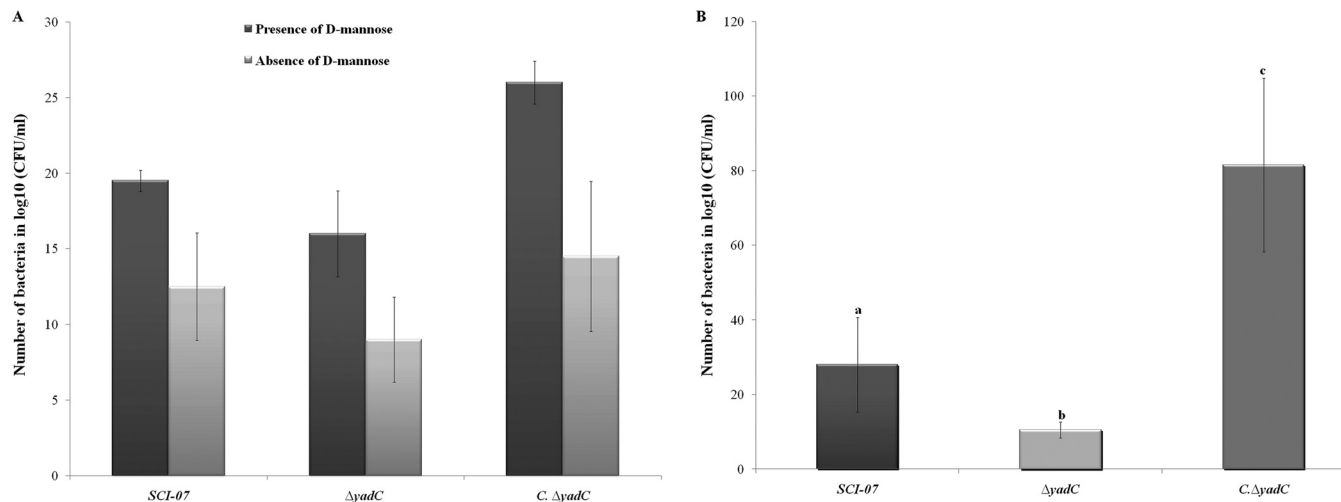 A
Number of bacteria in log10 (CFU/ml)
30
25
20
15
10
5
0
Presence of D-mannose
Absence of D-mannose
SCI-07
ΔyadC
C. ΔyadC
B
Number of bacteria in log10 (CFU/ml)
120
100
80
60
40
20
0
a
b
c
SCI-07
ΔyadC
C.ΔyadC